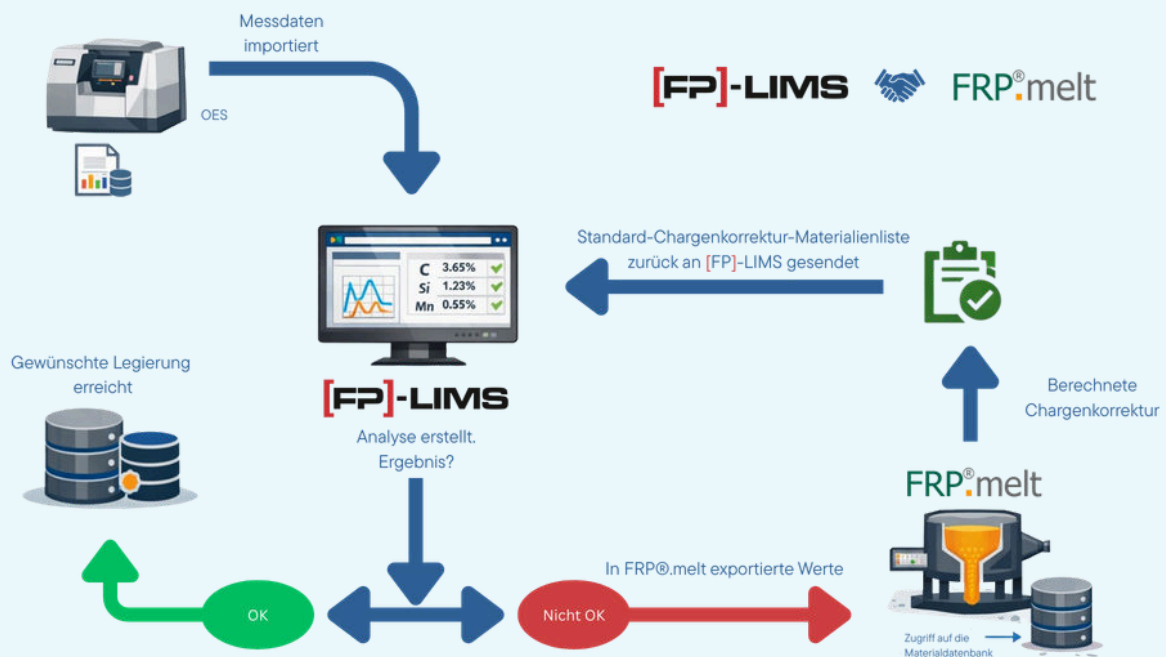 Messdaten
importiert
OES
[FP]-LIMS
FRP®.melt
C 3.65%
Si 1.23%
Mn 0.55%
Standard-Chargenkorrektur-Materialienliste
zurück an [FP]-LIMS gesendet
[FP]-LIMS
Analyse erstellt.
Ergebnis?
Gewünschte Legierung
erreicht
Berechnete
Chargenkorrektur
FRP®.melt
OK
Nicht OK
In FRP®.melt exportierte Werte
Zugriff auf die
Materialdatenbank